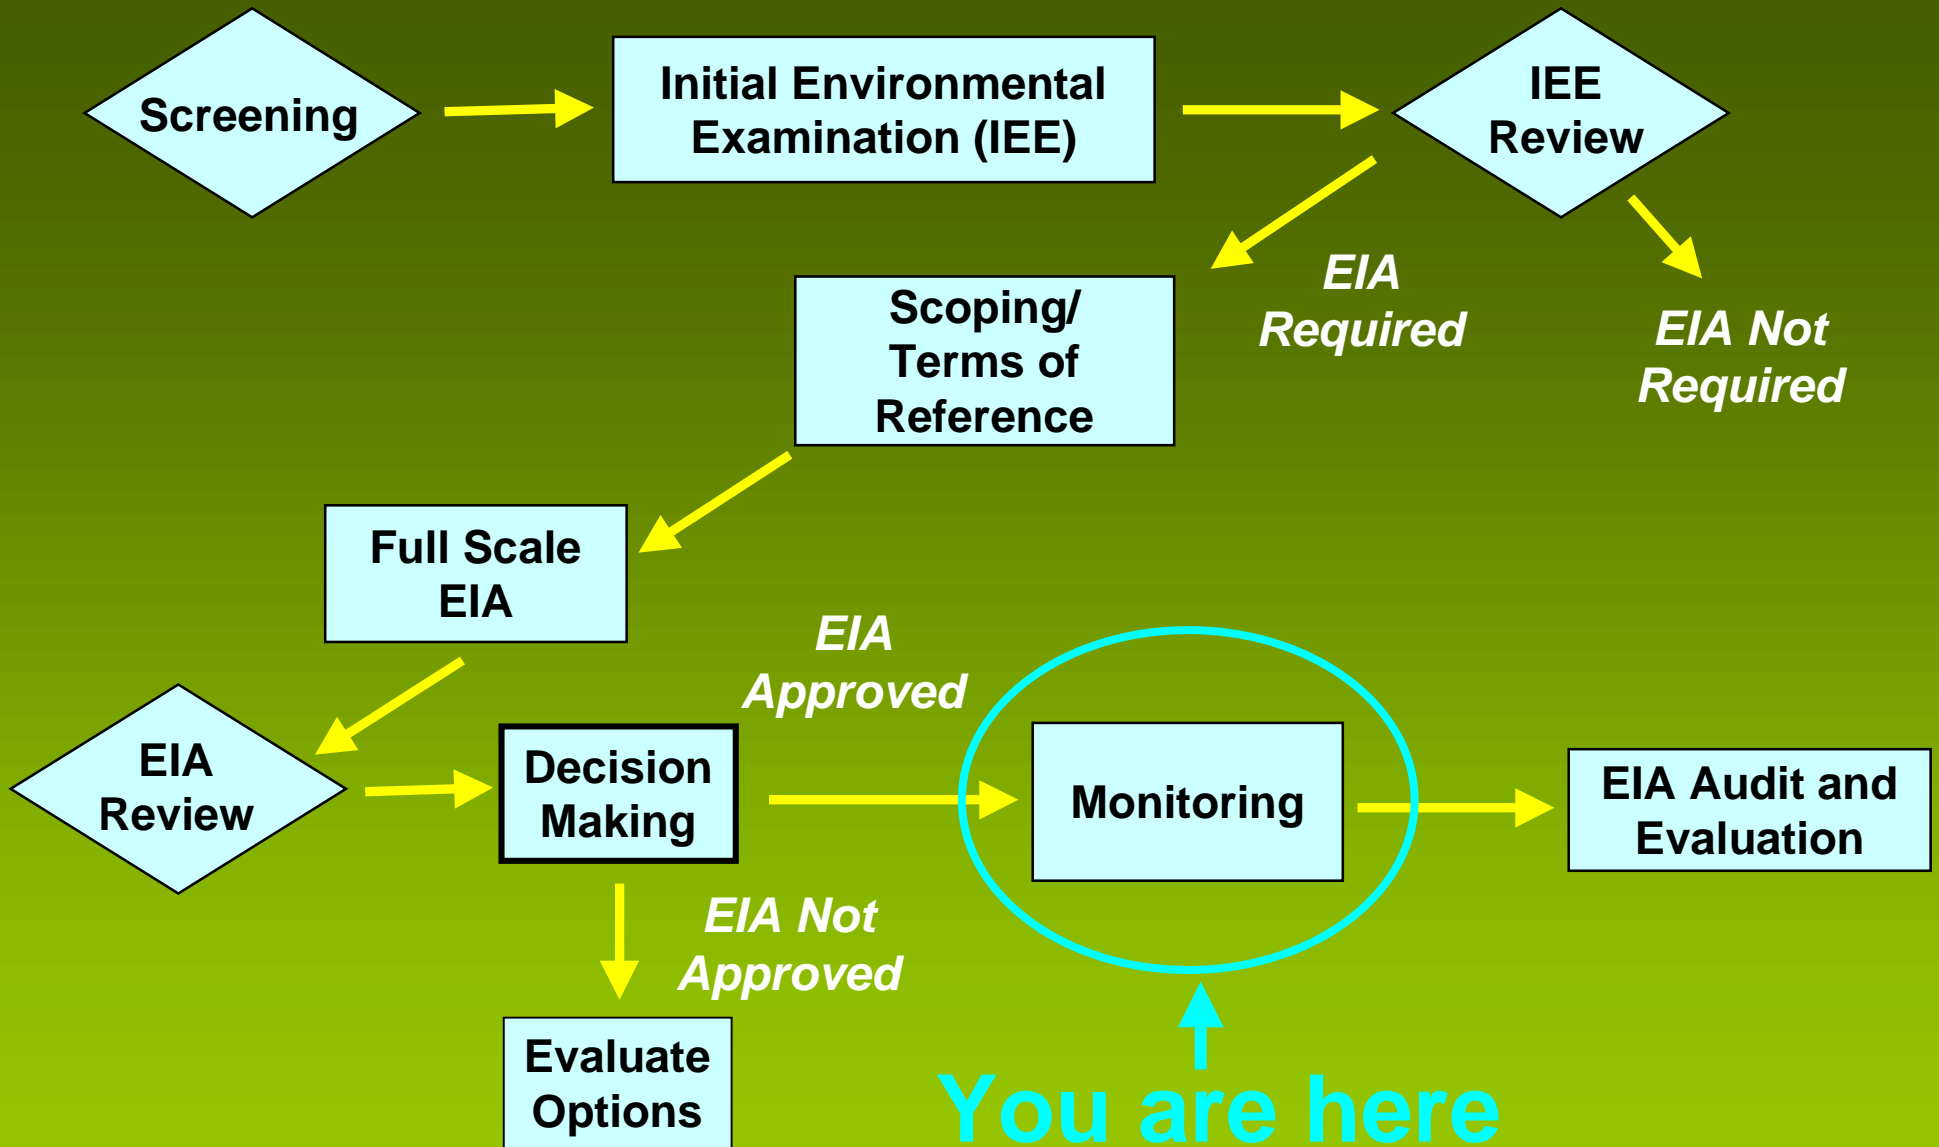 Screening
Initial Environmental
Examination (IEE)
IEE
Review
EIA
Required
EIA Not
Required
Scoping/
Terms of
Reference
Full Scale
EIA
EIA
Review
Decision
Making
EIA
Approved
Monitoring
EIA Audit and
Evaluation
EIA Not
Approved
Evaluate
Options
You are here